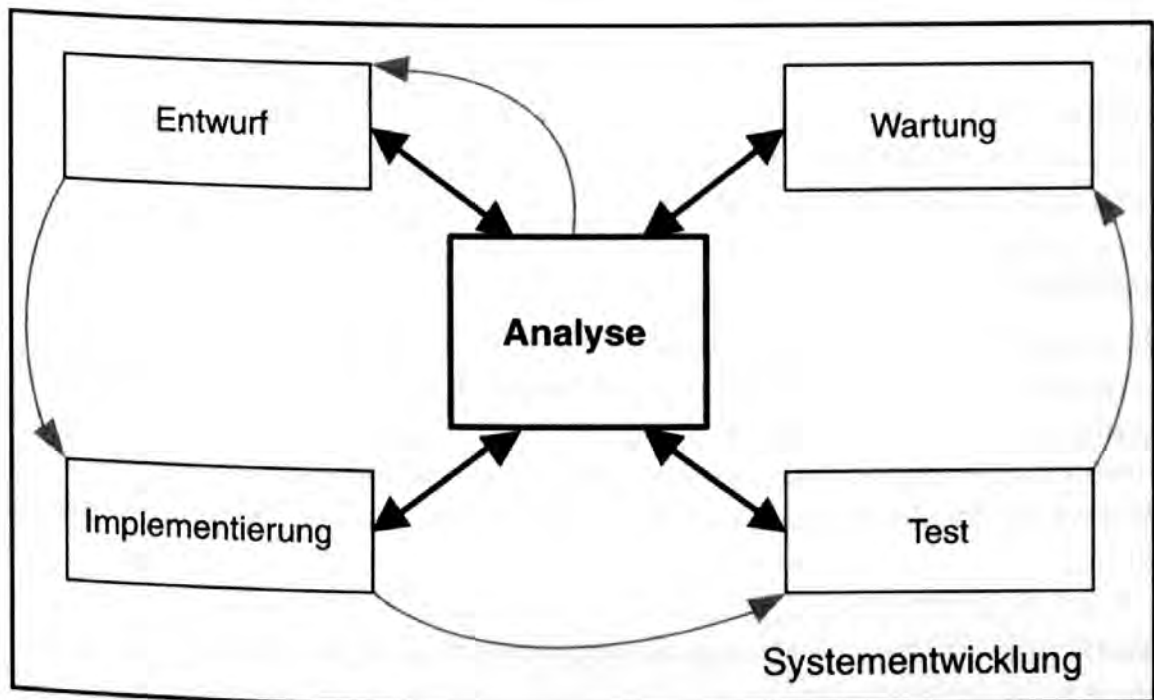 Entwurf
Wartung
Analyse
Implementierung
Test
Systementwicklung